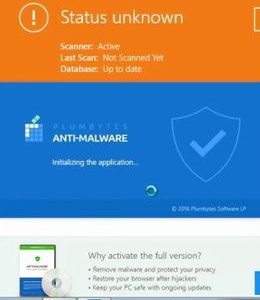 Status unknown
Scanner: Active
Last Scan: Not Scanned Yet
Database: Up to date
PLUMBYTES
ANTI-MALWARE
Initializing the application..
© 2016 Plumbytes Software LP
Why activate the full version?
• Remove malware and protect your privacy
• Restore your browser after hijackers
• Keep your PC safe with ongoing updates
ANTI-MALWARE